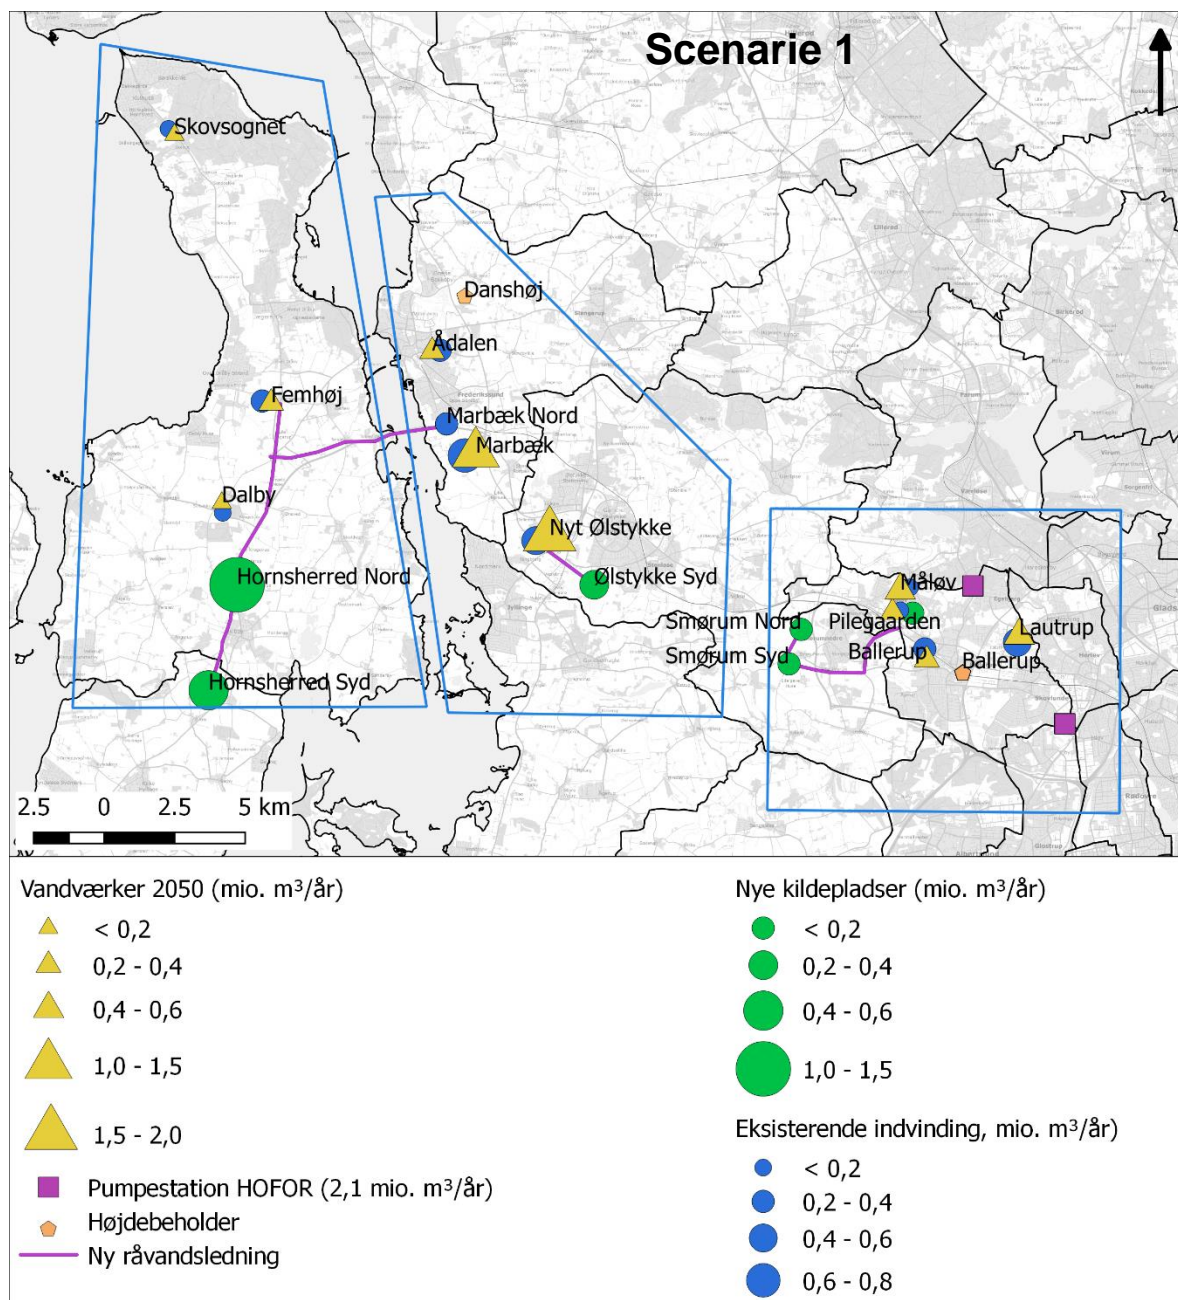 Scenarie 1
Skovsognet
Danshøj
Ådalen
Femhøj
Marbæk Nord
Marbæk
Dalby
Nyt Ølstykke
Hornsherred Nord
Ølstykke Syd
Måløv
Smørum Nord
Pilegaarden
Lautrup
Smørum Syd
Ballerup
Ballerup
Hornsherred Syd
2.5 0 2.5 5 km
Vandværker 2050 (mio. m³/år)
< 0,2
0,2 - 0,4
0,4 - 0,6
1,0 - 1,5
1,5 - 2,0
Pumpestation HOFOR (2,1 mio. m³/år)
Højdebeholder
Ny råvandsledning
Nye kildepladser (mio. m³/år)
< 0,2
0,2 - 0,4
0,4 - 0,6
1,0 - 1,5
Eksisterende indvinding, mio. m³/år)
< 0,2
0,2 - 0,4
0,4 - 0,6
0,6 - 0,8